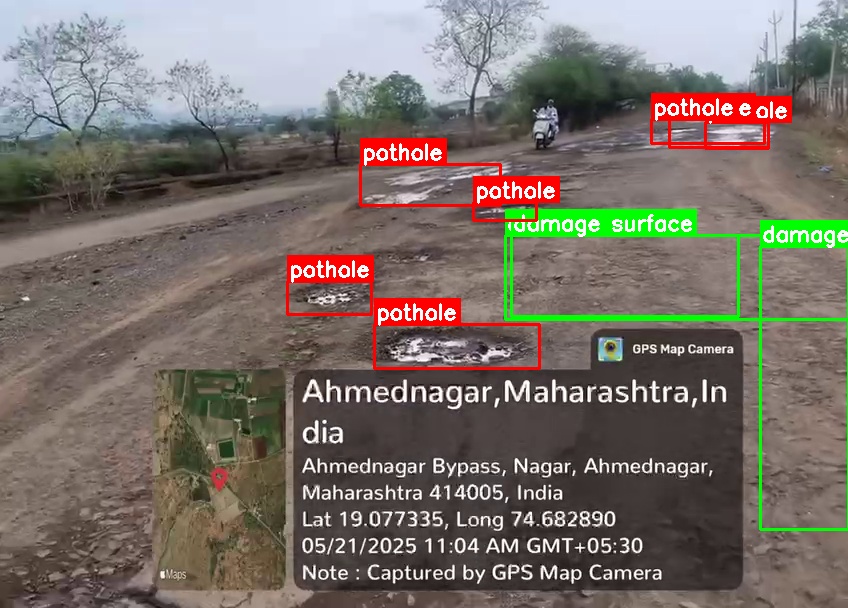 pothole e ole
pothole
pothole
damage surface
damage
pothole
pothole
GPS Map Camera
Ahmednagar,Maharashtra,In
dia
Ahmednagar Bypass, Nagar, Ahmednagar,
Maharashtra 414005, India
Lat 19.077335, Long 74.682890
05/21/2025 11:04 AM GMT+05:30
Note : Captured by GPS Map Camera
Maps